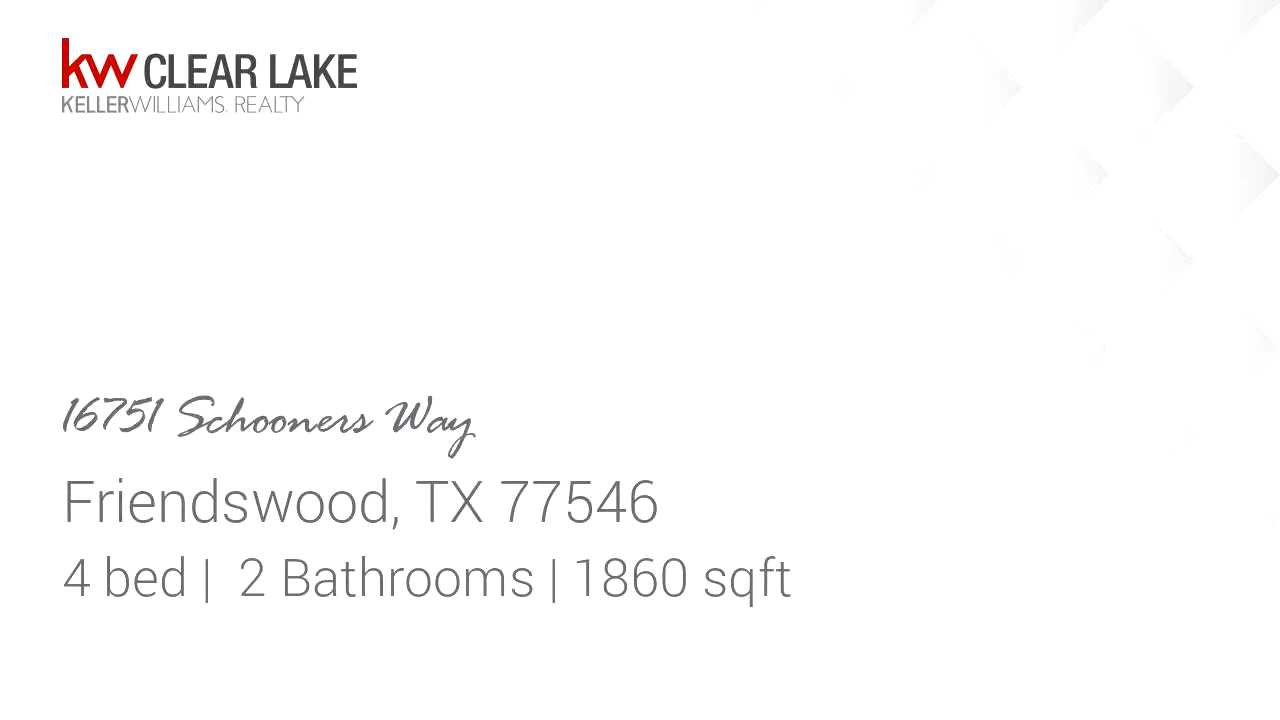 kw CLEAR LAKE
KELLERWILLIAMS. REALTY
16751 Schooners Way
Friendswood, TX 77546
4 bed | 2 Bathrooms | 1860 sqft